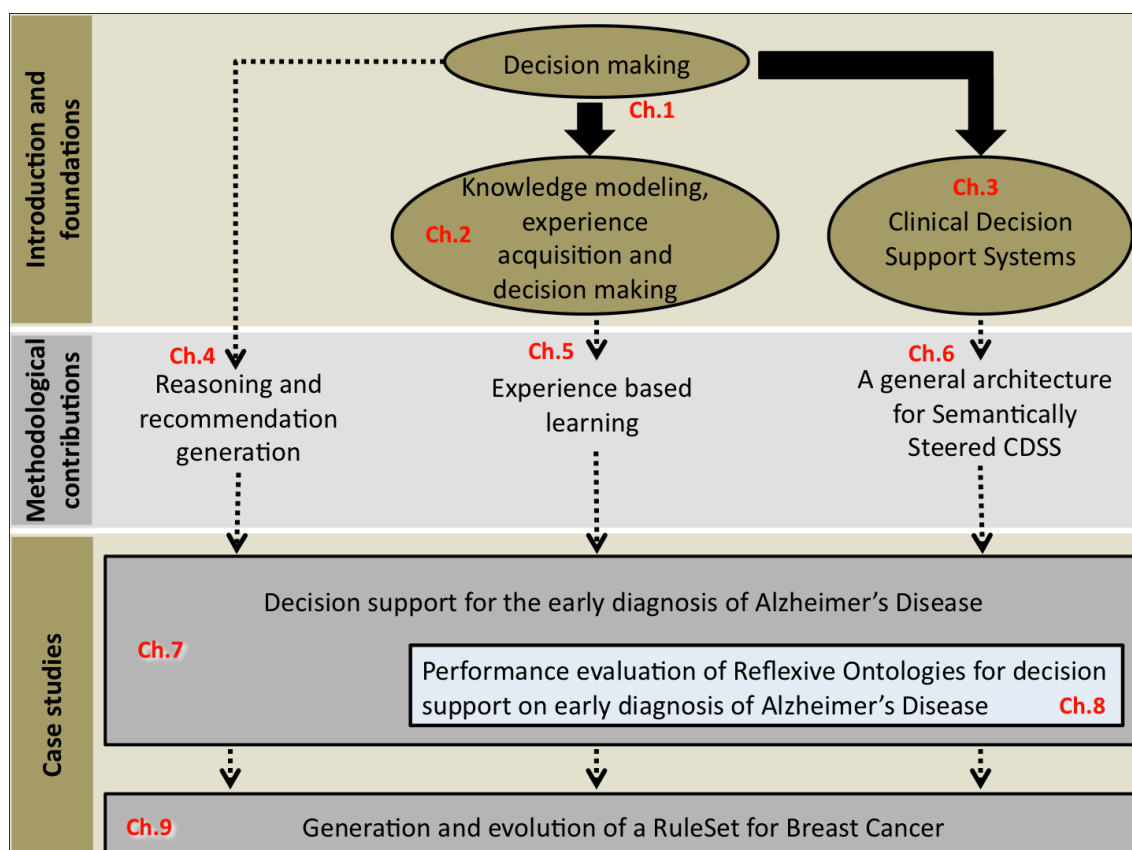 Introduction and
foundations
Decision making
Ch.1
Knowledge modeling,
experience
Ch.2
acquisition and
decision making
Ch.3
Clinical Decision
Support Systems
Methodological
contributions
Ch.4
Reasoning and
recommendation
generation
Ch.5
Experience based
learning
Ch.6
A general architecture
for Semantically
Steered CDSS
Case studies
Decision support for the early diagnosis of Alzheimer’s Disease
Ch.7
Performance evaluation of Reflexive Ontologies for decision
support on early diagnosis of Alzheimer’s Disease
Ch.8
Ch.9
Generation and evolution of a RuleSet for Breast Cancer